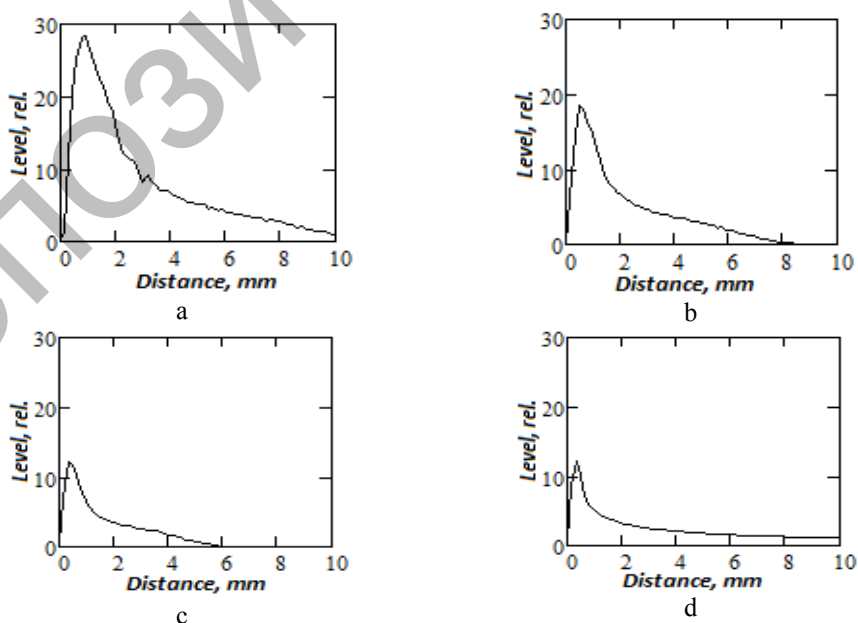 ПОЗИ
30
20
10
0
Level, rel.
0 2 4 6 8 10
Distance, mm
a
30
20
10
0
Level, rel.
0 2 4 6 8 10
Distance, mm
b
30
20
10
0
Level, rel.
0 2 4 6 8 10
Distance, mm
c
30
20
10
0
Level, rel.
0 2 4 6 8 10
Distance, mm
d